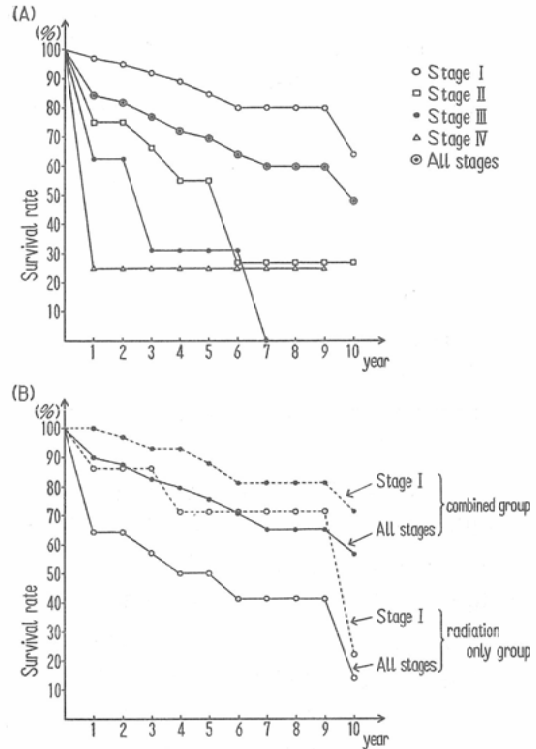 (A)
(%)
100
90
80
70
60
50
40
30
20
10
Survival rate
1 2 3 4 5 6 7 8 9 10
year
Stage I
Stage II
Stage III
Stage IV
All stages
(B)
(%)
100
90
80
70
60
50
40
30
20
10
Survival rate
1 2 3 4 5 6 7 8 9 10
year
Stage I
All stages
combined group
Stage I
All stages
radiation
only group